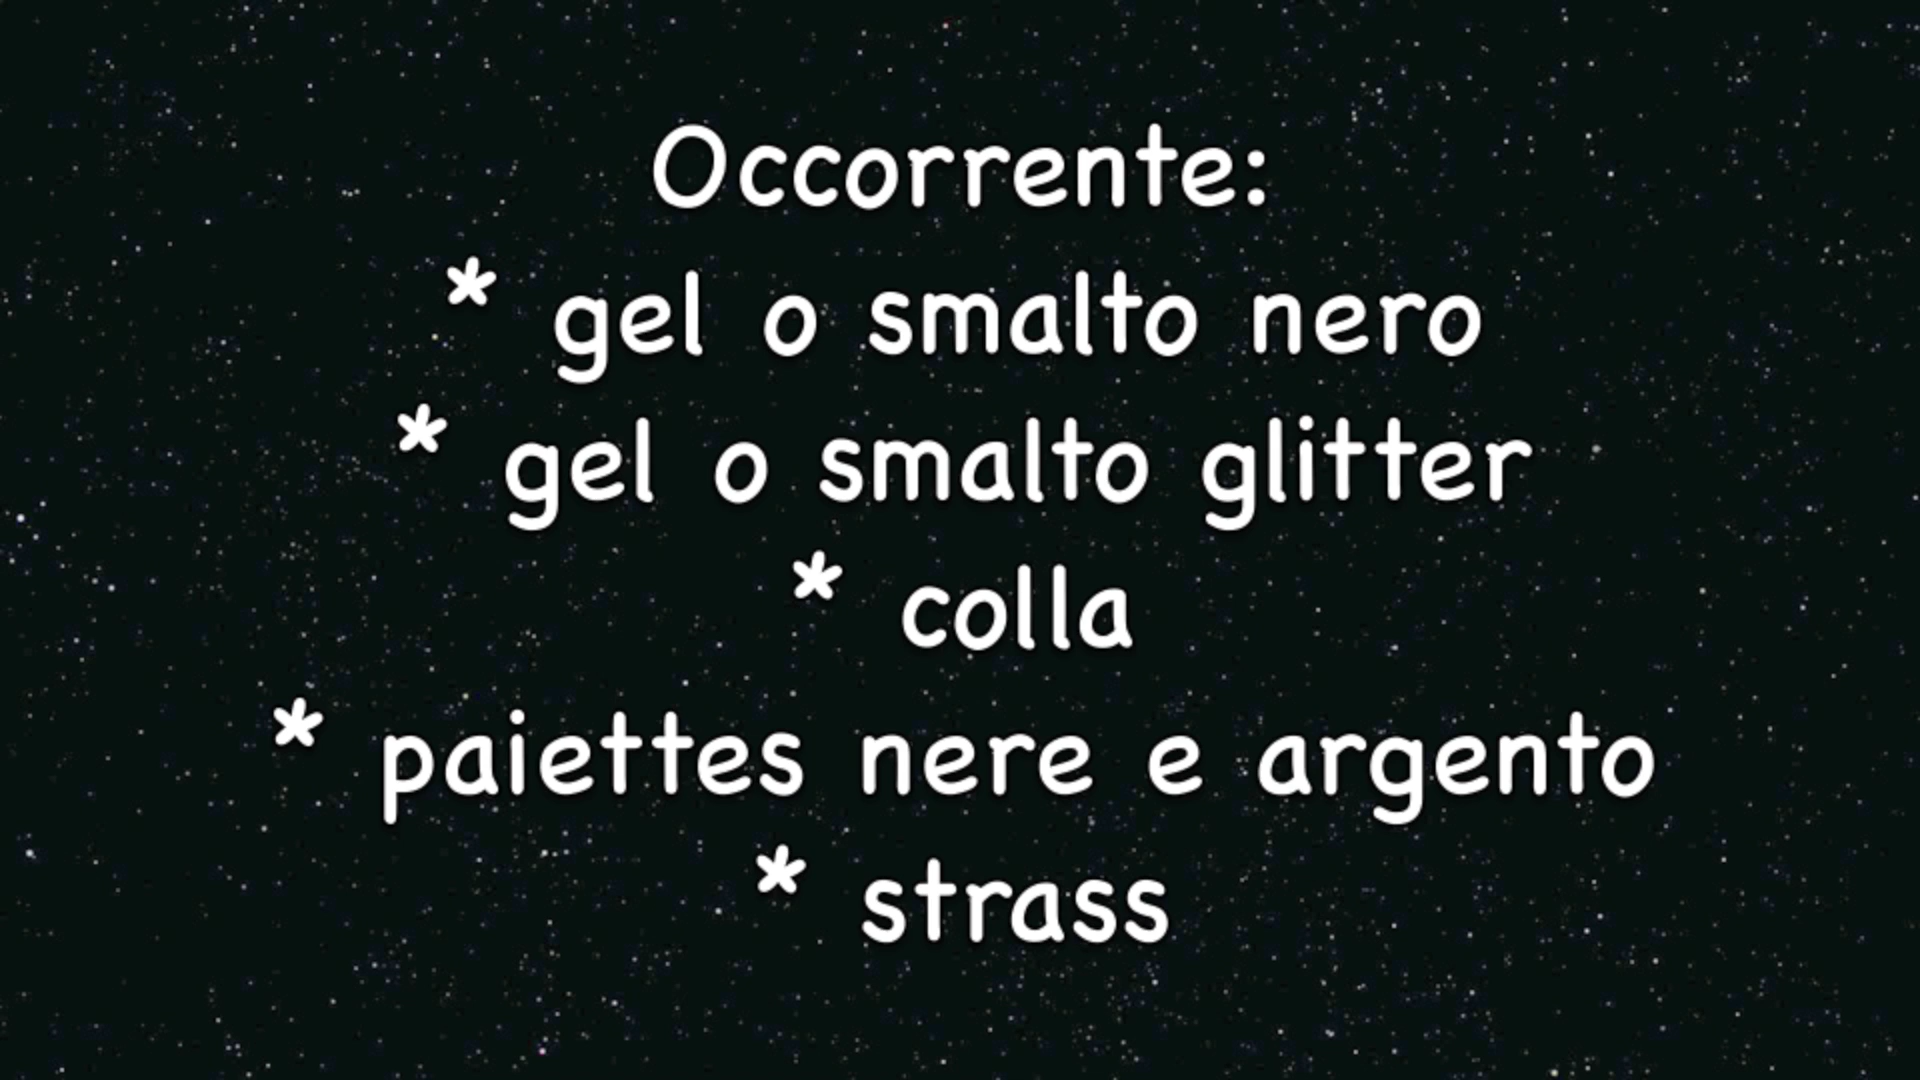 Occorrente:
* gel o smalto nero
* gel o smalto glitter
* colla
* paiettes nere e argento
* strass